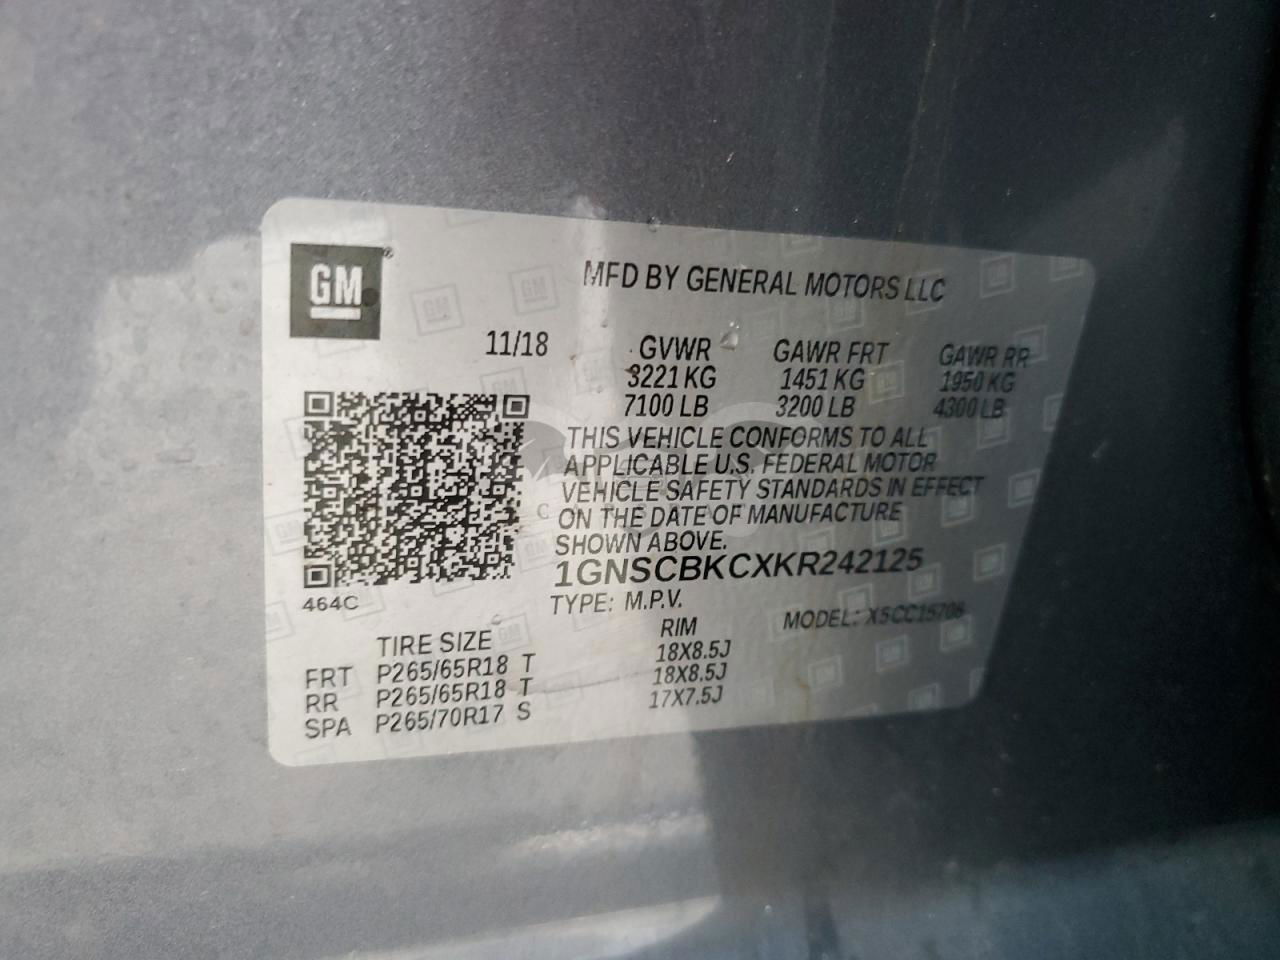 GM
MFD BY GENERAL MOTORS LLC
11/18
GVWR GAWR FRT GAWR RR
3221 KG 1451 KG 1950 KG
7100 LB 3200 LB 4300 LB
THIS VEHICLE CONFORMS TO ALL
APPLICABLE U.S. FEDERAL MOTOR
VEHICLE SAFETY STANDARDS IN EFFECT
ON THE DATE OF MANUFACTURE
SHOWN ABOVE.
1GNSCBKCXKR242125
464C
TYPE: M.P.V. MODEL: X5CC15706
TIRE SIZE RIM
FRT P265/65R18 T 18X8.5J
RR P265/65R18 T 18X8.5J
SPA P265/70R17 S 17X7.5J